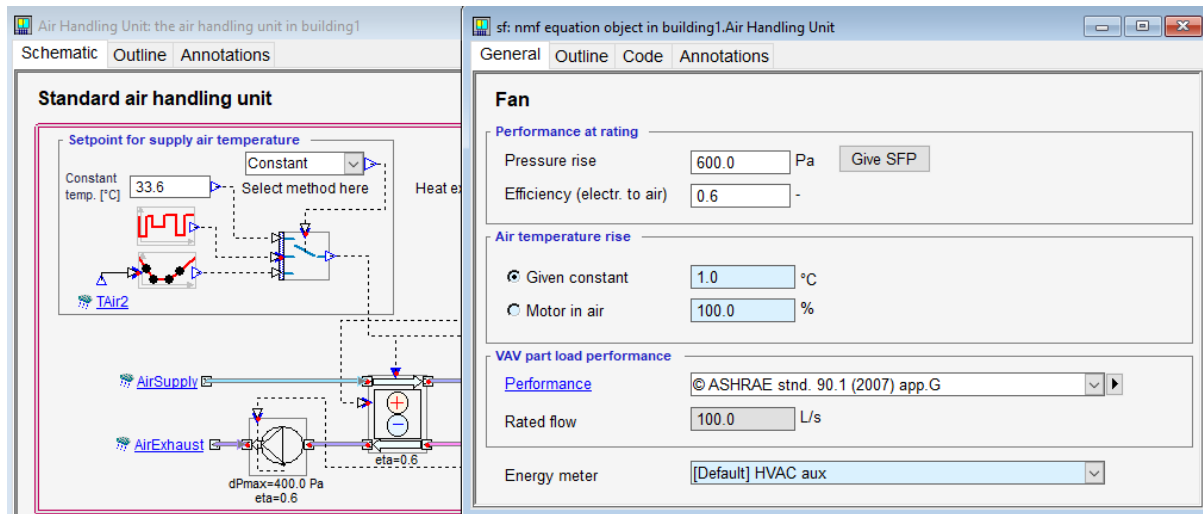 Air Handling Unit: the air handling unit in building1
Schematic Outline Annotations
Standard air handling unit
Setpoint for supply air temperature
Constant
Constant
temp. [°C]
33.6
Select method here
Heat ex
TAir2
AirSupply
AirExhaust
eta=0.6
dPmax=400.0 Pa
eta=0.6
sf: nmf equation object in building1.Air Handling Unit
General Outline Code Annotations
Fan
Performance at rating
Pressure rise 600.0 Pa Give SFP
Efficiency (electr. to air) 0.6 -
Air temperature rise
Given constant 1.0 °C
Motor in air 100.0 %
VAV part load performance
Performance © ASHRAE stnd. 90.1 (2007) app.G
Rated flow 100.0 L/s
Energy meter [Default] HVAC aux